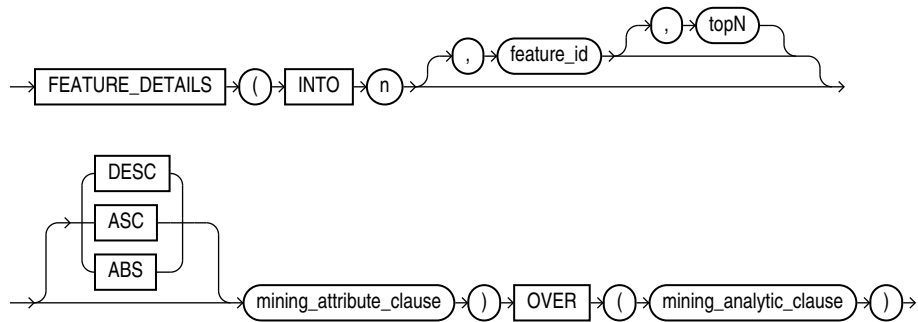 , topN
, feature_id
FEATURE_DETAILS ( INTO n
DESC
ASC
ABS
mining_attribute_clause ) OVER ( mining_analytic_clause )